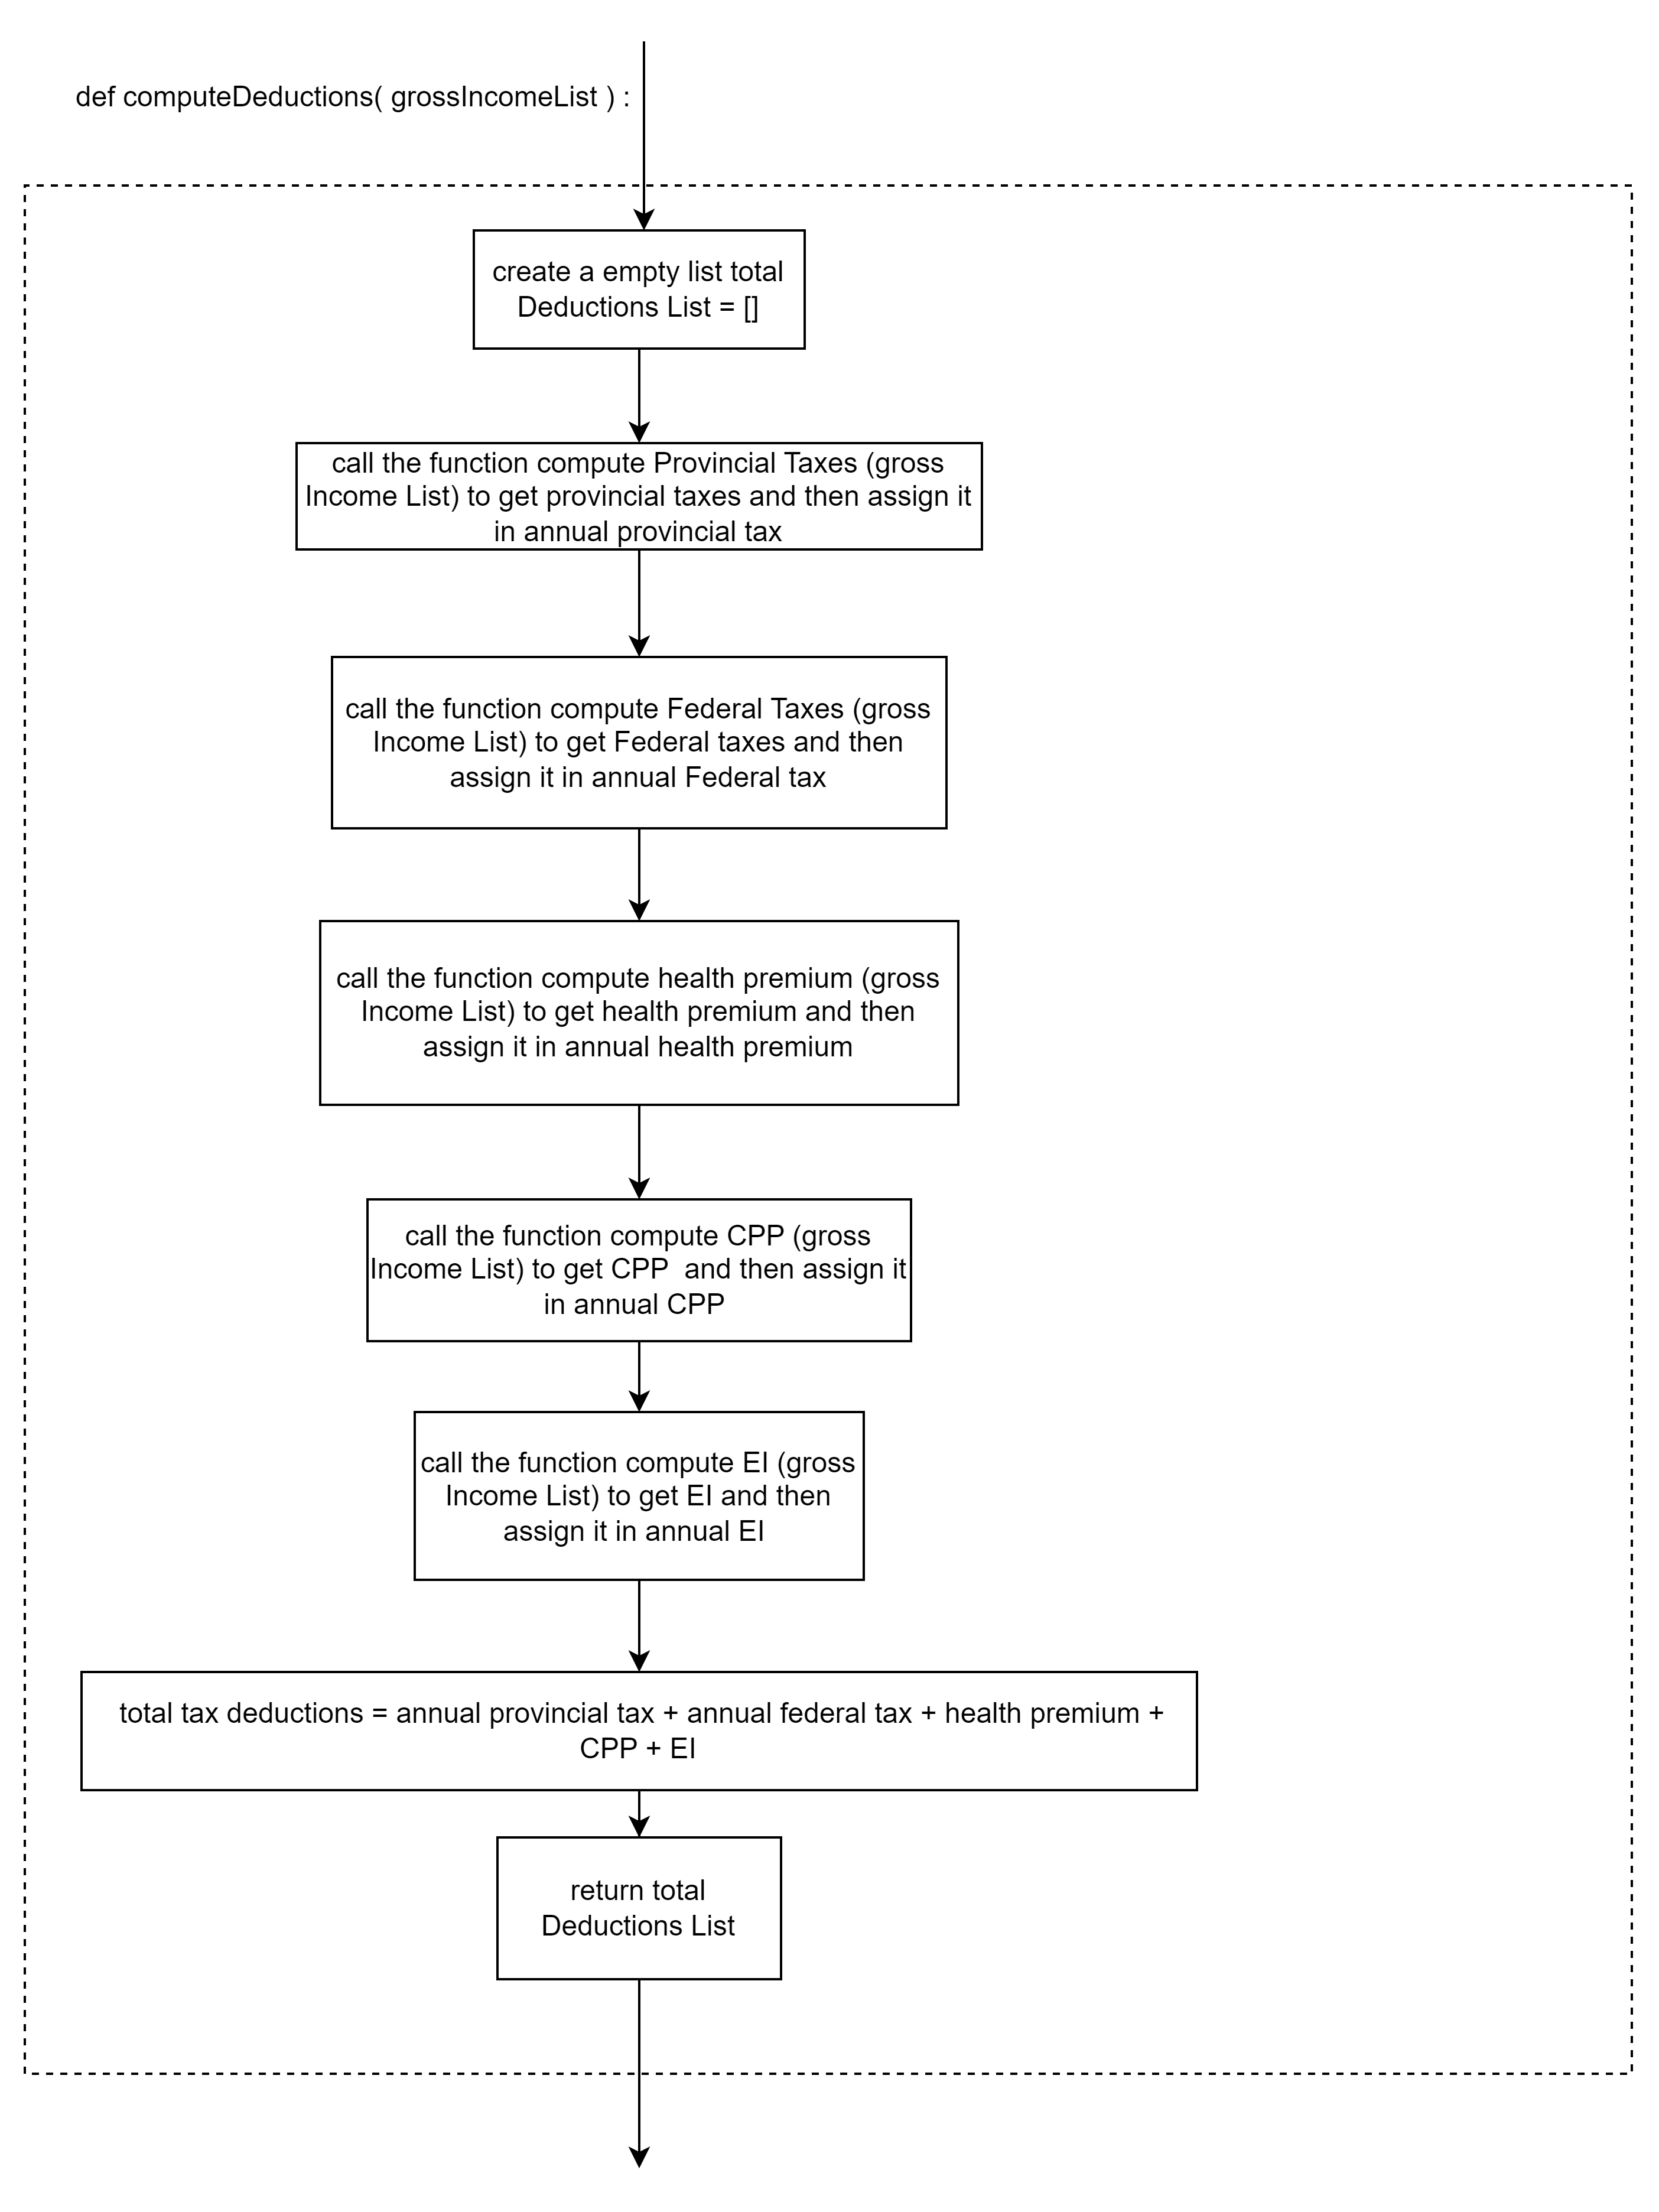 def computeDeductions( grossIncomeList ) :
create a empty list total
Deductions List = []
call the function compute Provincial Taxes (gross
Income List) to get provincial taxes and then assign it
in annual provincial tax
call the function compute Federal Taxes (gross
Income List) to get Federal taxes and then
assign it in annual Federal tax
call the function compute health premium (gross
Income List) to get health premium and then
assign it in annual health premium
call the function compute CPP (gross
Income List) to get CPP  and then assign it
in annual CPP
call the function compute EI (gross
Income List) to get EI and then
assign it in annual EI
total tax deductions = annual provincial tax + annual federal tax + health premium +
CPP + EI
return total
Deductions List